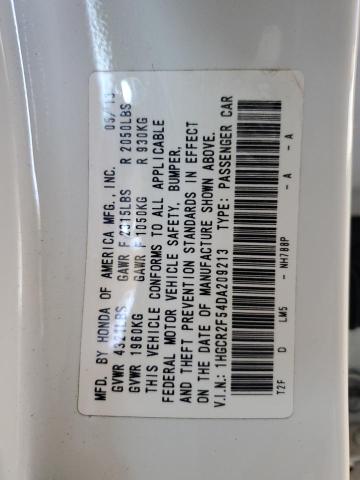 MFD. BY HONDA OF AMERICA MFG., INC. 05/13
GVWR 4321LBS GAWR F 2315LBS R 2050LBS
GVWR 1960KG GAWR F 1050KG R 930KG
THIS VEHICLE CONFORMS TO ALL APPLICABLE
FEDERAL MOTOR VEHICLE SAFETY, BUMPER,
AND THEFT PREVENTION STANDARDS IN EFFECT
ON THE DATE OF MANUFACTURE SHOWN ABOVE.
V.I.N.: 1HGCR2F54DA209213 TYPE: PASSENGER CAR
T2F D LM5 - NH788P - A - A